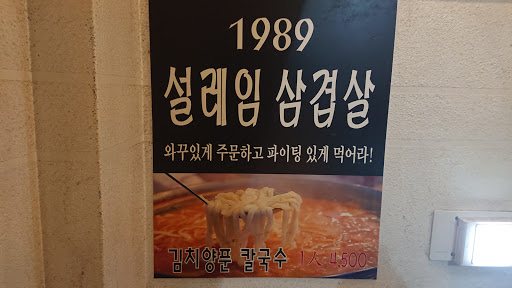 1989
설레임 삼겹살
와꾸있게 주문하고 파이팅 있게 먹어라!
김치양푼 칼국수 1人 4,500